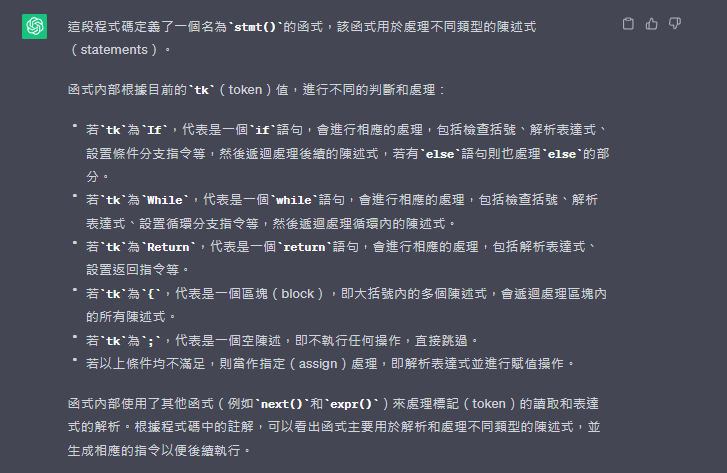 這段程式碼定義了一個名為`stmt()`的函式，該函式用於處理不同類型的陳述式
（statements）。
函式內部根據目前的`tk`（token）值，進行不同的判斷和處理：
• 若`tk`為`If`，代表是一個`if`語句，會進行相應的處理，包括檢查括號、解析表達式、
設置條件分支指令等，然後遞迴處理後續的陳述式，若有`else`語句則也處理`else`的部
分。
• 若`tk`為`While`，代表是一個`while`語句，會進行相應的處理，包括檢查括號、解析
表達式、設置循環分支指令等，然後遞迴處理循環內的陳述式。
• 若`tk`為`Return`，代表是一個`return`語句，會進行相應的處理，包括解析表達式、
設置返回指令等。
• 若`tk`為`{`，代表是一個區塊（block），即大括號內的多個陳述式，會遞迴處理區塊內
的所有陳述式。
• 若`tk`為`;`，代表是一個空陳述，即不執行任何操作，直接跳過。
• 若以上條件均不滿足，則當作指定（assign）處理，即解析表達式並進行賦值操作。
函式內部使用了其他函式（例如`next()`和`expr()`）來處理標記（token）的讀取和表達
式的解析。根據程式碼中的註解，可以看出函式主要用於解析和處理不同類型的陳述式，並
生成相應的指令以便後續執行。